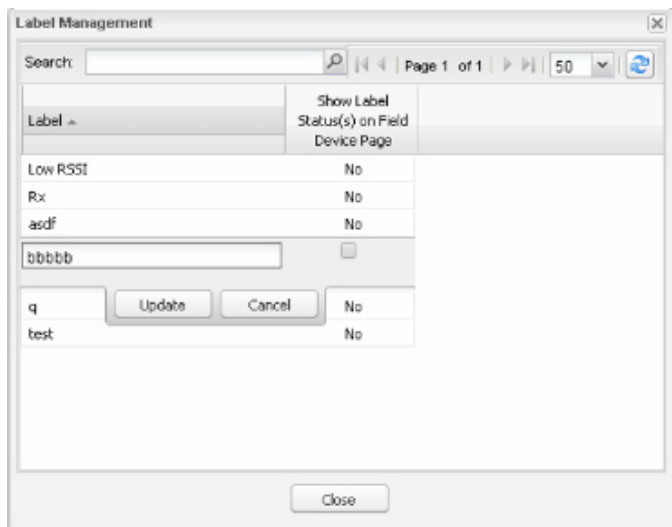 Label Management
Search: Page 1 of 1 50
Show Label
Label Status(s) on Field
Device Page
Low RSSI No
Rx No
asdf No
bbbbb
q Update Cancel No
test No
Close